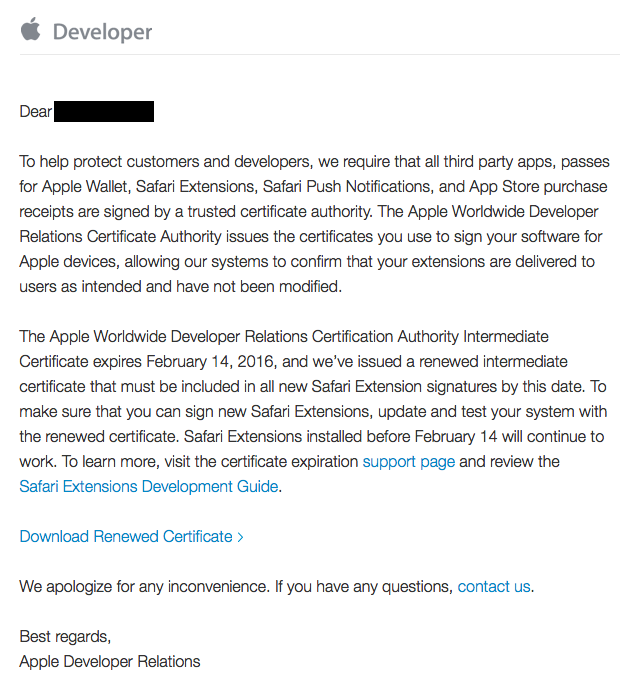 Developer
Dear
To help protect customers and developers, we require that all third party apps, passes
for Apple Wallet, Safari Extensions, Safari Push Notifications, and App Store purchase
receipts are signed by a trusted certificate authority. The Apple Worldwide Developer
Relations Certificate Authority issues the certificates you use to sign your software for
Apple devices, allowing our systems to confirm that your extensions are delivered to
users as intended and have not been modified.
The Apple Worldwide Developer Relations Certification Authority Intermediate
Certificate expires February 14, 2016, and we've issued a renewed intermediate
certificate that must be included in all new Safari Extension signatures by this date. To
make sure that you can sign new Safari Extensions, update and test your system with
the renewed certificate. Safari Extensions installed before February 14 will continue to
work. To learn more, visit the certificate expiration support page and review the
Safari Extensions Development Guide.
Download Renewed Certificate >
We apologize for any inconvenience. If you have any questions, contact us.
Best regards,
Apple Developer Relations